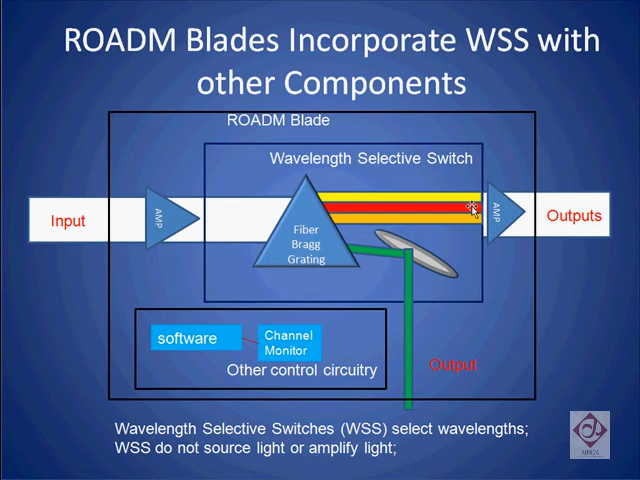 ROADM Blades Incorporate WSS with
other Components
ROADM Blade
Wavelength Selective Switch
Input
AMP
Fiber
Bragg
Grating
AMP
Outputs
software
Channel
Monitor
Other control circuitry
Output
Wavelength Selective Switches (WSS) select wavelengths;
WSS do not source light or amplify light;